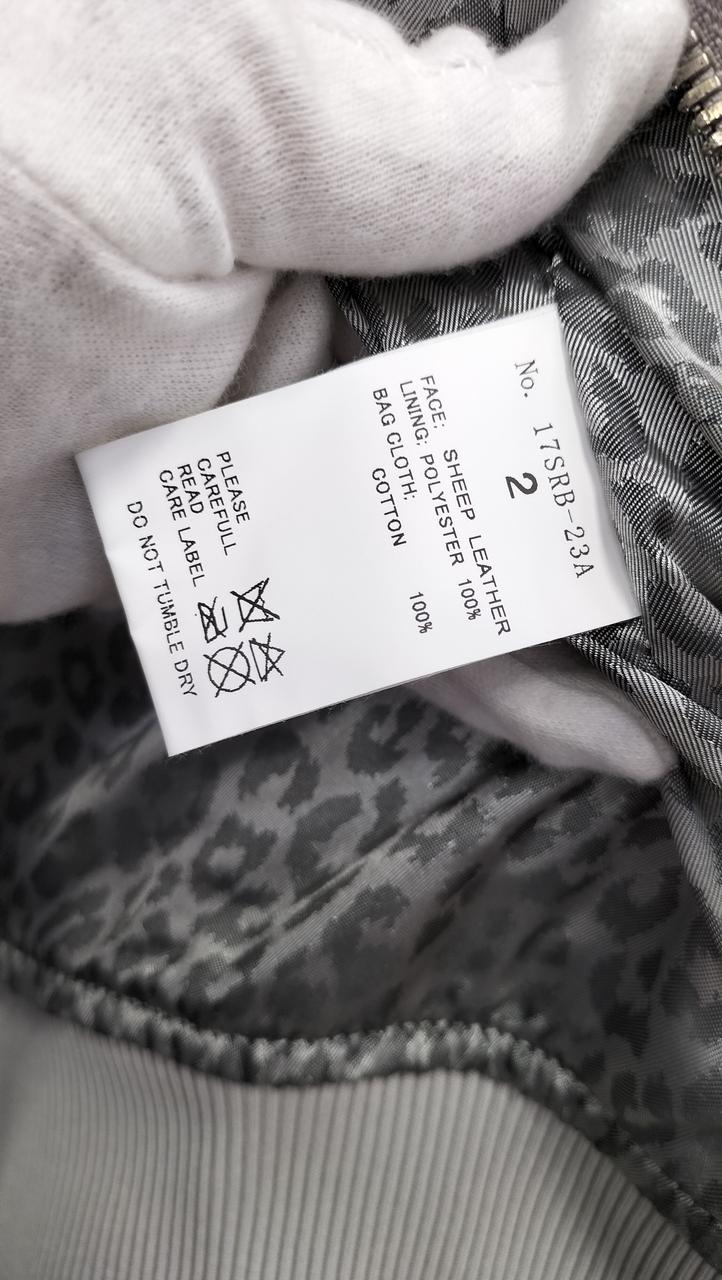 No. 17SRB-23A
2
FACE: SHEEP LEATHER
LINING: POLYESTER 100%
BAG CLOTH:
COTTON 100%
PLEASE
CAREFULL
READ
CARE LABEL
DO NOT TUMBLE DRY